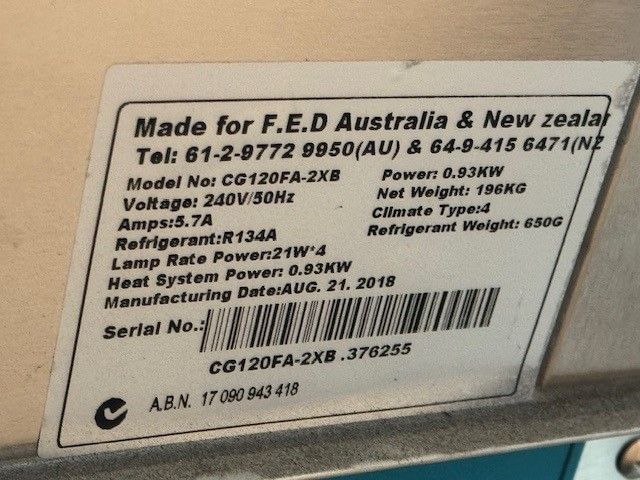 Made for F.E.D Australia & New zealar
Tel: 61-2-9772 9950(AU) & 64-9-415 6471(NZ
Model No: CG120FA-2XB Power: 0.93KW
Voltage: 240V/50Hz Net Weight: 196KG
Amps:5.7A Climate Type:4
Refrigerant:R134A Refrigerant Weight: 650G
Lamp Rate Power:21W*4
Heat System Power: 0.93KW
Manufacturing Date:AUG. 21. 2018
Serial No.:
CG120FA-2XB.376255
A.B.N. 17 090 943 418